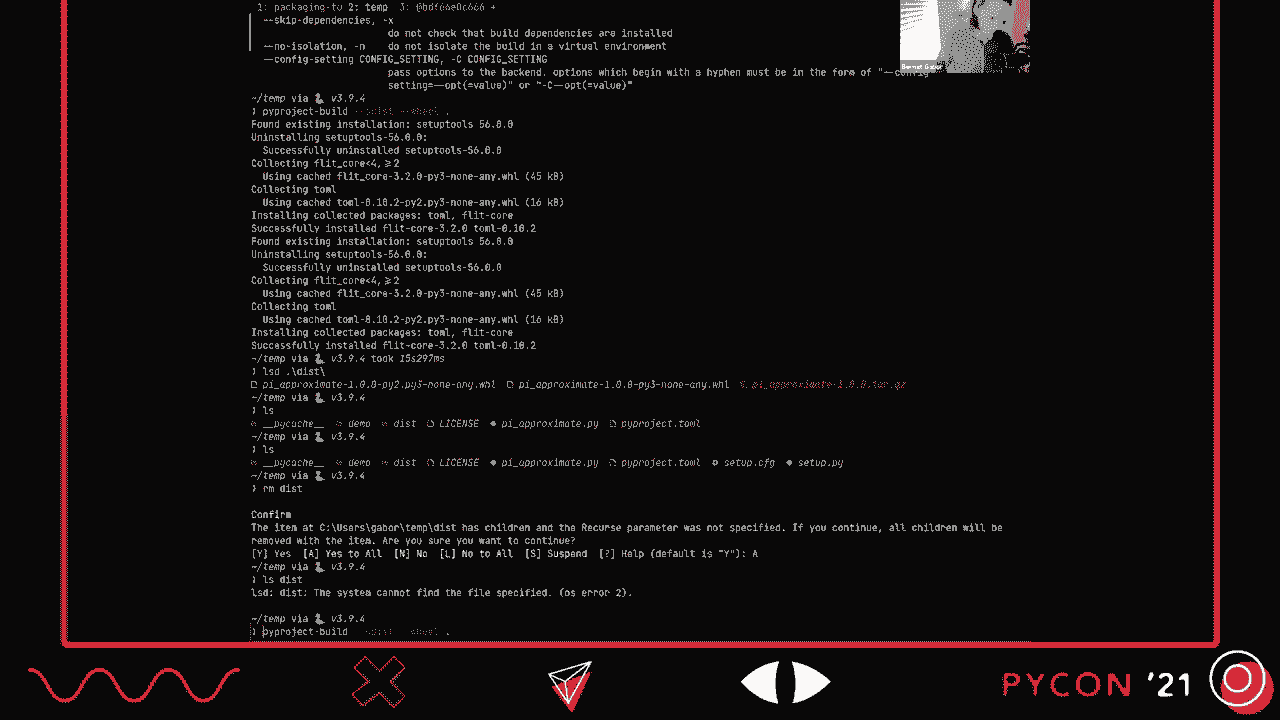 1: packaging-to 2: temp 3: @bdf66e0c666 +
--skip-dependencies, -x
do not check that build dependencies are installed
--no-isolation, -n do not isolate the build in a virtual environment
--config-setting CONFIG_SETTING, -C CONFIG_SETTING
pass options to the backend. options which begin with a hyphen must be in the form of "--config-
setting=--opt(=value)" or "-C--opt(=value)"
~/temp via v3.9.4
❯ pyproject-build --sdist --wheel .
Found existing installation: setuptools 56.0.0
Uninstalling setuptools-56.0.0:
Successfully uninstalled setuptools-56.0.0
Collecting flit_core<4,≥2
Using cached flit_core-3.2.0-py3-none-any.whl (45 kB)
Collecting toml
Using cached toml-0.10.2-py2.py3-none-any.whl (16 kB)
Installing collected packages: toml, flit-core
Successfully installed flit-core-3.2.0 toml-0.10.2
Found existing installation: setuptools 56.0.0
Uninstalling setuptools-56.0.0:
Successfully uninstalled setuptools-56.0.0
Collecting flit_core<4,≥2
Using cached flit_core-3.2.0-py3-none-any.whl (45 kB)
Collecting toml
Using cached toml-0.10.2-py2.py3-none-any.whl (16 kB)
Installing collected packages: toml, flit-core
Successfully installed flit-core-3.2.0 toml-0.10.2
~/temp via v3.9.4 took 15s297ms
❯ lsd .\dist\
pi_approximate-1.0.0-py2.py3-none-any.whl pi_approximate-1.0.0-py3-none-any.whl pi_approximate-1.0.0.tar.gz
~/temp via v3.9.4
❯ ls
__pycache__ demo dist LICENSE pi_approximate.py pyproject.toml
~/temp via v3.9.4
❯ ls
__pycache__ demo dist LICENSE pi_approximate.py pyproject.toml setup.cfg setup.py
~/temp via v3.9.4
❯ rm dist
Confirm
The item at C:\Users\gabor\temp\dist has children and the Recurse parameter was not specified. If you continue, all children will be
removed with the item. Are you sure you want to continue?
[Y] Yes [A] Yes to All [N] No [L] No to All [S] Suspend [?] Help (default is "Y"): A
~/temp via v3.9.4
❯ ls dist
lsd: dist: The system cannot find the file specified. (os error 2).
~/temp via v3.9.4
❯ pyproject-build --sdist --wheel .
Bernat Gabor
PYCON '21